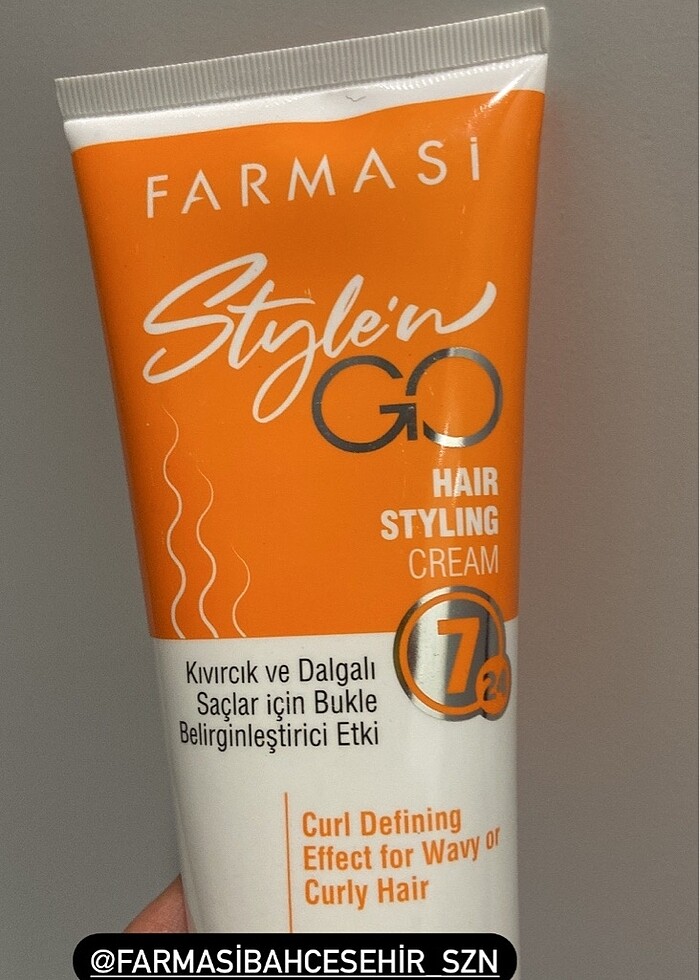 FARMASİ
Style'n
GO
HAIR
STYLING
CREAM
7
24
Kıvırcık ve Dalgalı
Saçlar için Bukle
Belirginleştirici Etki
Curl Defining
Effect for Wavy or
Curly Hair
@FARMASİBAHCESEHİR_SZN